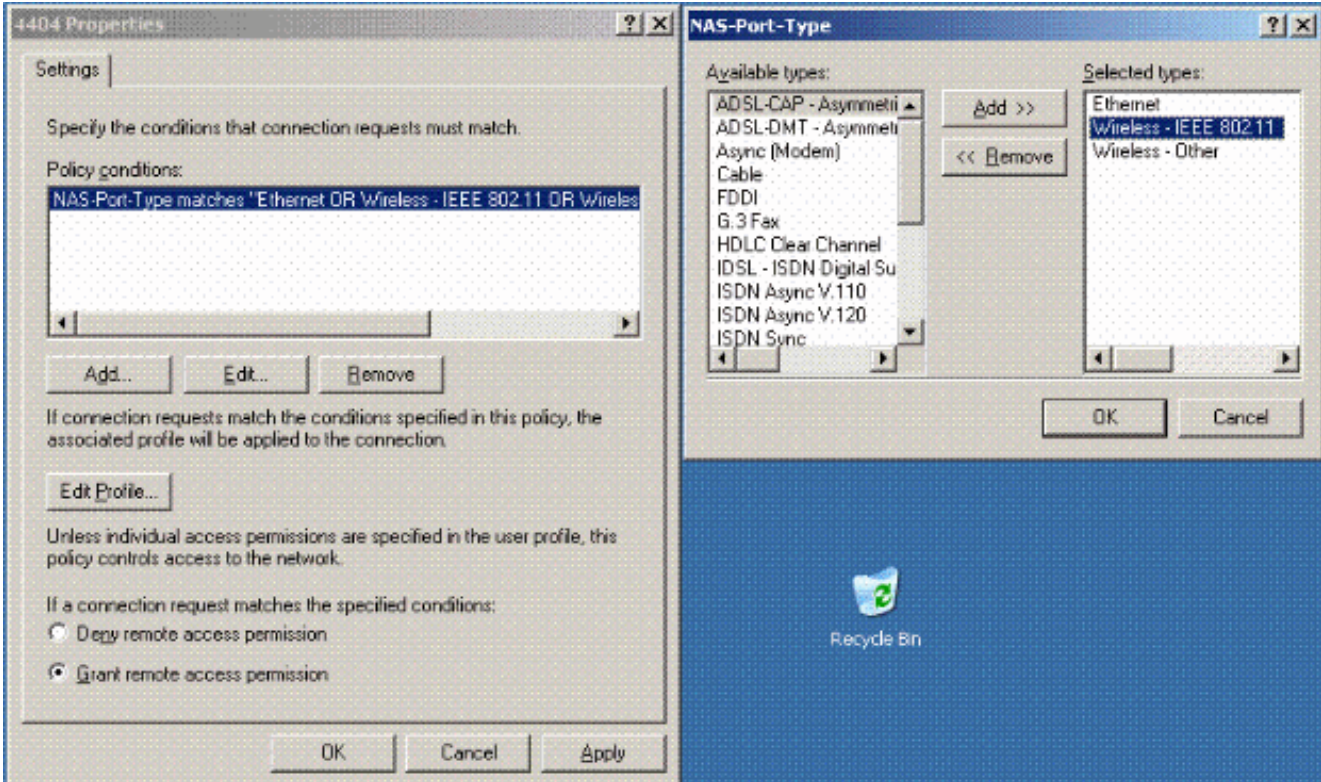 4404 Properties
Settings
Specify the conditions that connection requests must match.
Policy conditions:
NAS-Port-Type matches "Ethernet OR Wireless - IEEE 802.11 OR Wireles
Add...
Edit...
Remove
If connection requests match the conditions specified in this policy, the
associated profile will be applied to the connection.
Edit Profile...
Unless individual access permissions are specified in the user profile, this
policy controls access to the network.
If a connection request matches the specified conditions:
Deny remote access permission
Grant remote access permission
OK
Cancel
Apply
NAS-Port-Type
Available types:
ADSL-CAP - Asymmetri
ADSL-DMT - Asymmetri
Async (Modem)
Cable
FDDI
G.3 Fax
HDLC Clear Channel
IDSL - ISDN Digital Su
ISDN Async V.110
ISDN Async V.120
ISDN Sync
Add >>
<< Remove
Selected types:
Ethernet
Wireless - IEEE 802.11
Wireless - Other
OK
Cancel
Recycle Bin